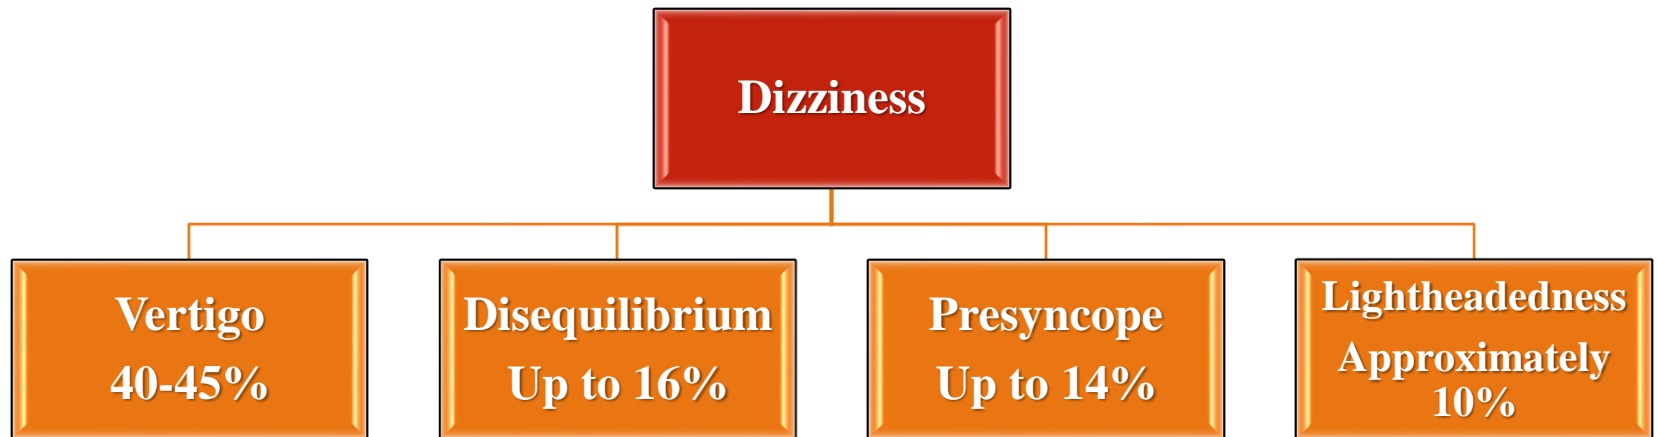 Dizziness
Vertigo
40-45%
Disequilibrium
Up to 16%
Presyncope
Up to 14%
Lightheadedness
Approximately
10%